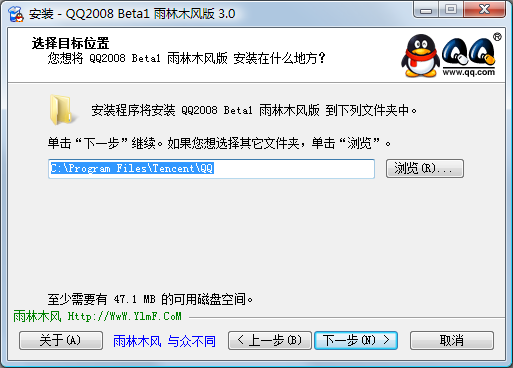 安装 - QQ2008 Beta1 雨林木风版 3.0
选择目标位置
您想将 QQ2008 Beta1 雨林木风版 安装在什么地方？
QQ®
www.qq.com
安装程序将安装 QQ2008 Beta1 雨林木风版 到下列文件夹中。
单击“下一步”继续。如果您想选择其它文件夹，单击“浏览”。
C:\Program Files\Tencent\QQ
浏览(R)...
至少需要有 47.1 MB 的可用磁盘空间。
雨林木风 Http://WwW.YlmF.CoM
关于(A) 雨林木风 与众不同 < 上一步(B) 下一步(N) > 取消